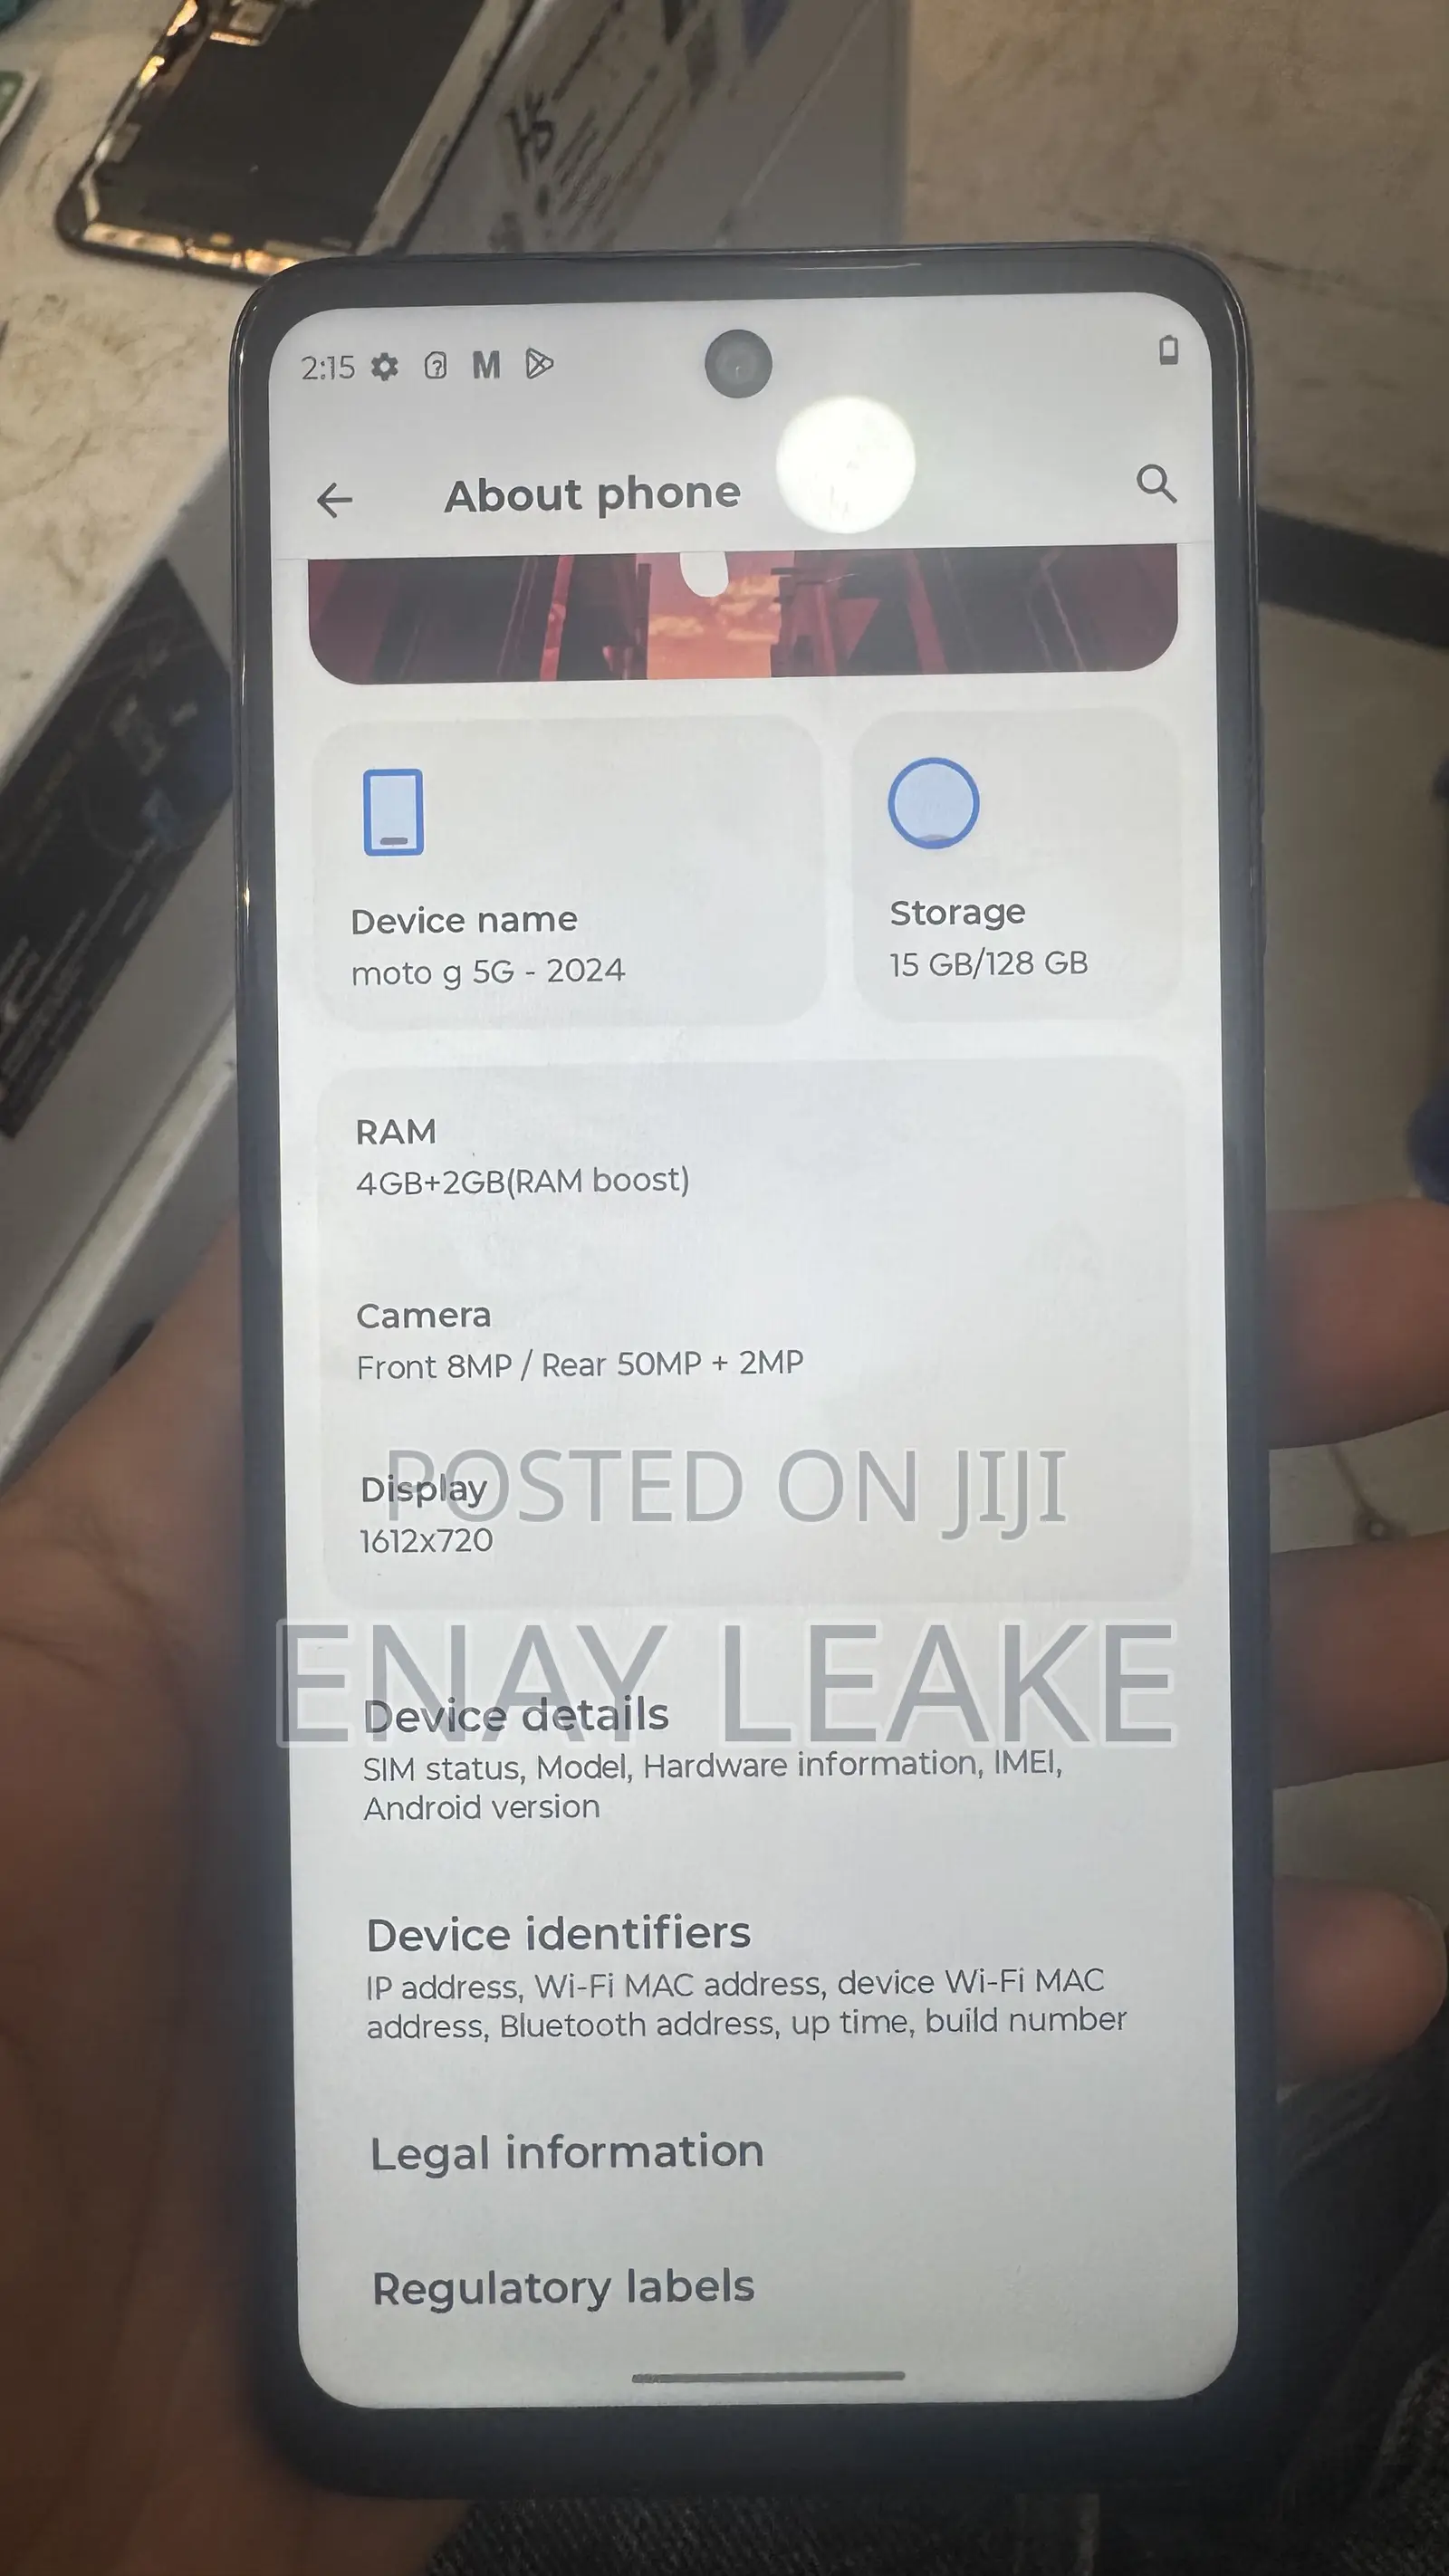 2:15
About phone
Device name
moto g 5G - 2024
Storage
15 GB/128 GB
RAM
4GB+2GB(RAM boost)
Camera
Front 8MP / Rear 50MP + 2MP
POSTED ON JIJI
Display
1612x720
ENAY LEAKE
Device details
SIM status, Model, Hardware information, IMEI,
Android version
Device identifiers
IP address, Wi-Fi MAC address, device Wi-Fi MAC
address, Bluetooth address, up time, build number
Legal information
Regulatory labels